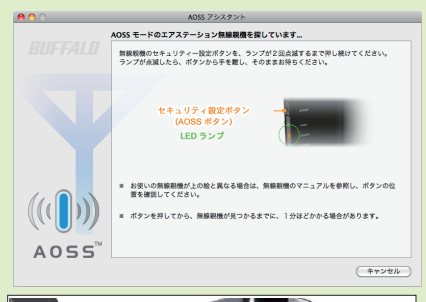 AOSS アシスタント
AOSS モードのエアステーション無線親機を探しています...
BUFFALO
無線親機のセキュリティー設定ボタンを、ランプが2回点滅するまで押し続けてください。
ランプが点滅したら、ボタンから手を離し、そのままお待ちください。
セキュリティ設定ボタン
(AOSS ボタン)
LED ランプ
※ お使いの無線親機が上の絵と異なる場合は、無線親機のマニュアルを参照し、ボタンの位
置を確認してください。
※ ボタンを押してから、無線親機が見つかるまでに、1分ほどかかる場合があります。
AOSS™
キャンセル